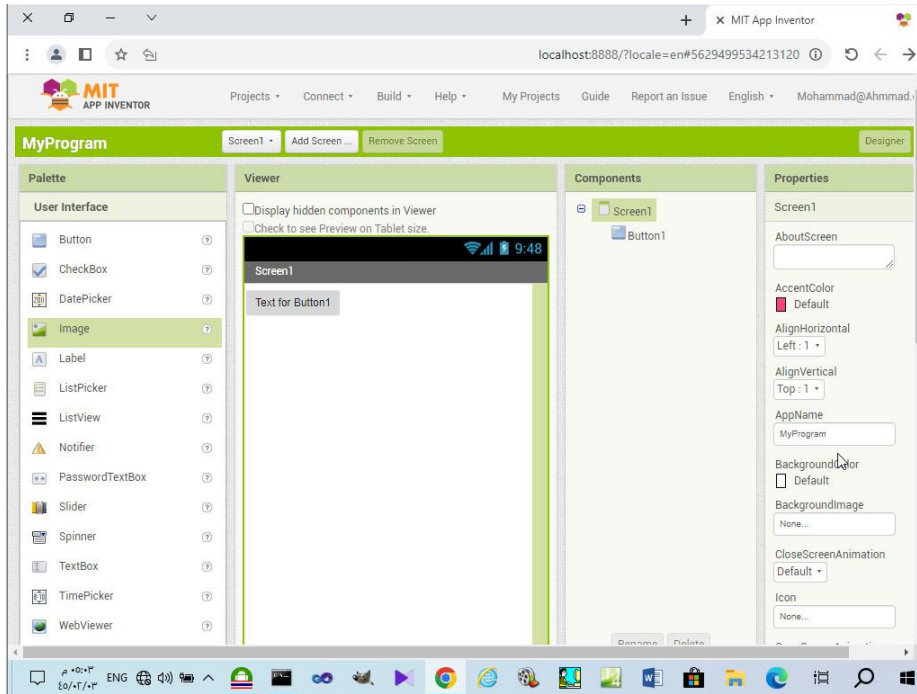 MIT App Inventor
localhost:8888/?locale=en#5629499534213120
MIT
APP INVENTOR
Projects
Connect
Build
Help
My Projects
Guide
Report an Issue
English
Mohammad@Ahmmad.
MyProgram
Screen1
Add Screen ...
Remove Screen
Designer
Palette
Viewer
Components
Properties
User Interface
Button
CheckBox
DatePicker
Image
Label
ListPicker
ListView
Notifier
PasswordTextBox
Slider
Spinner
TextBox
TimePicker
WebViewer
Display hidden components in Viewer
Check to see Preview on Tablet size.
9:48
Screen1
Text for Button1
Screen1
Button1
Rename
Delete
Screen1
AboutScreen
AccentColor
Default
AlignHorizontal
Left : 1
AlignVertical
Top : 1
AppName
MyProgram
BackgroundColor
Default
BackgroundImage
None...
CloseScreenAnimation
Default
Icon
None...
ENG